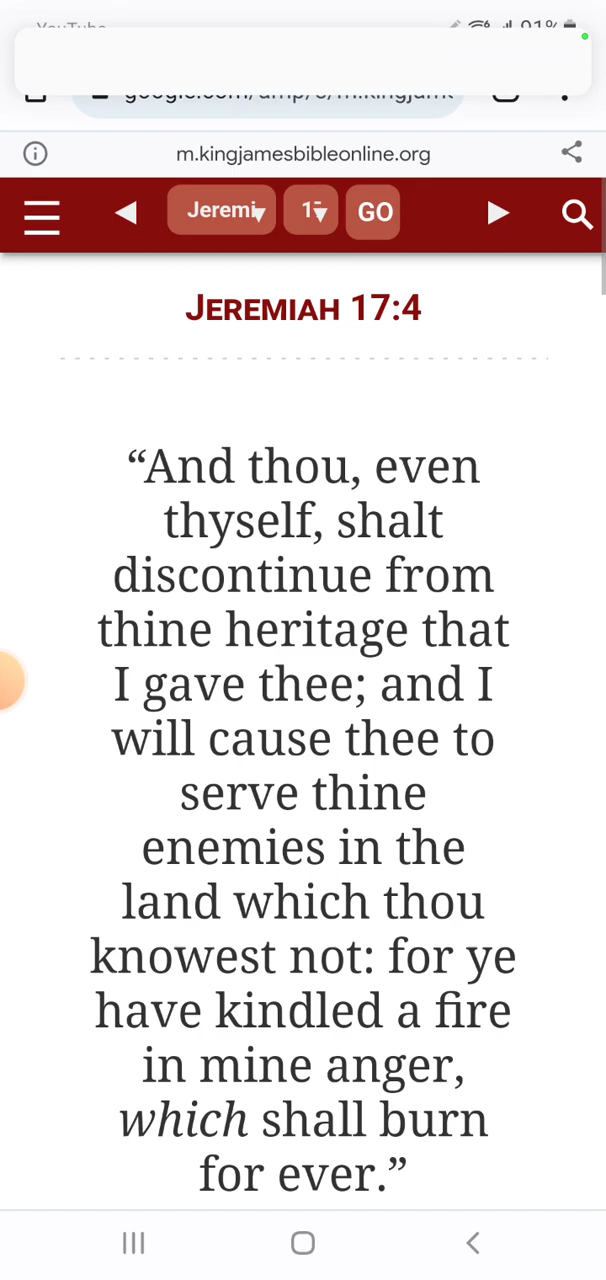 91%
m.kingjamesbibleonline.org
Jeremi
GO
JEREMIAH 17:4
“And thou, even
thyself, shalt
discontinue from
thine heritage that
I gave thee; and I
will cause thee to
serve thine
enemies in the
land which thou
knowest not: for ye
have kindled a fire
in mine anger,
which shall burn
for ever.”